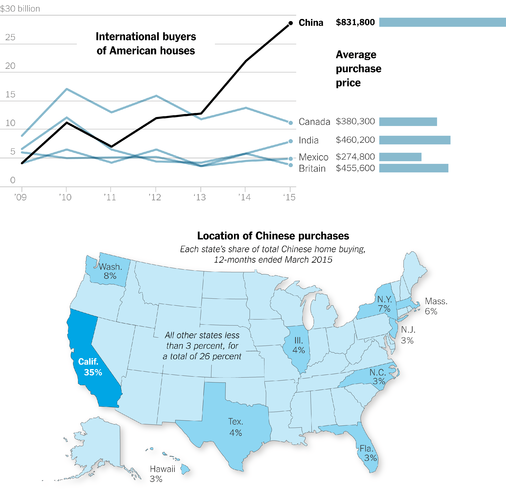 $30 billion
International buyers
of American houses
25
20
15
10
5
0
'09
'10
'11
'12
'13
'14
'15
China
$831,800
Average
purchase
price
Canada
$380,300
India
$460,200
Mexico
$274,800
Britain
$455,600
Location of Chinese purchases
Each state's share of total Chinese home buying,
12-months ended March 2015
Wash.
8%
N.Y.
7%
Mass.
6%
N.J.
3%
All other states less
than 3 percent, for
a total of 26 percent
Ill.
4%
Calif.
35%
N.C.
3%
Tex.
4%
Fla.
3%
Hawaii
3%